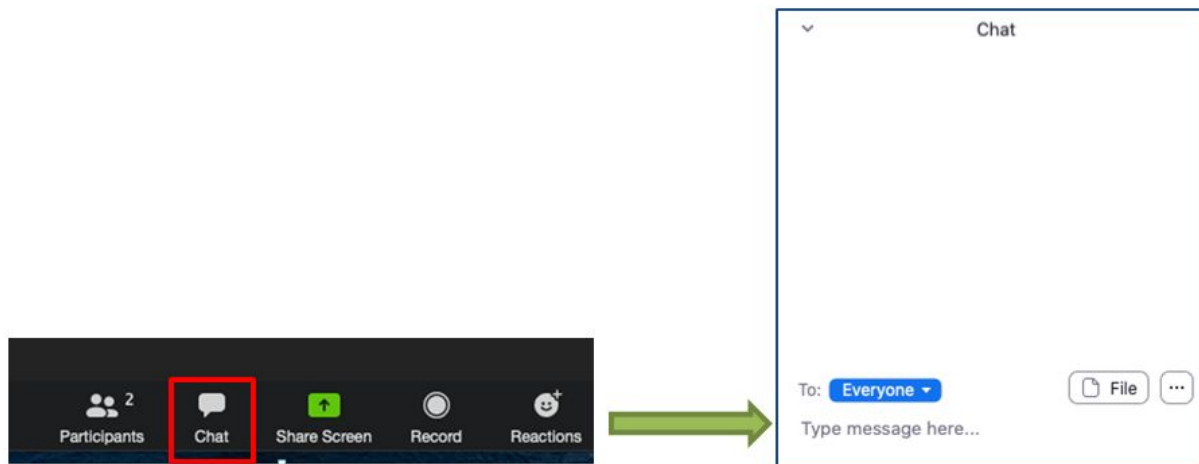 Chat
To: Everyone File ...
Type message here...
2
Participants Chat Share Screen Record Reactions